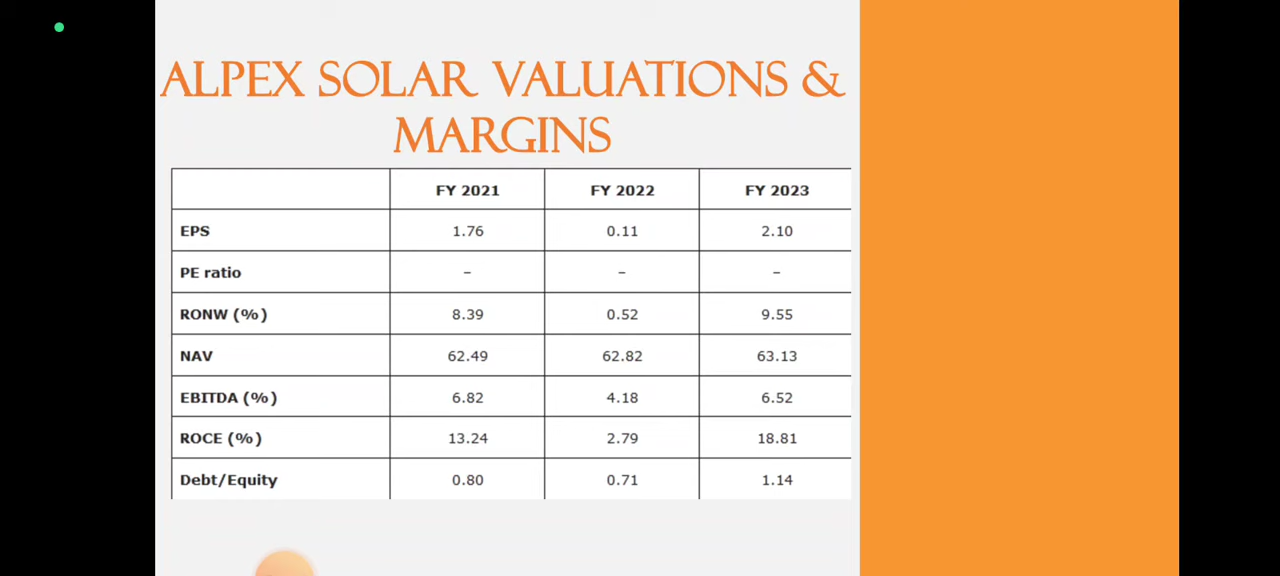 ALPEX SOLAR VALUATIONS &
MARGINS
FY 2021 FY 2022 FY 2023
EPS 1.76 0.11 2.10
PE ratio – – –
RONW (%) 8.39 0.52 9.55
NAV 62.49 62.82 63.13
EBITDA (%) 6.82 4.18 6.52
ROCE (%) 13.24 2.79 18.81
Debt/Equity 0.80 0.71 1.14